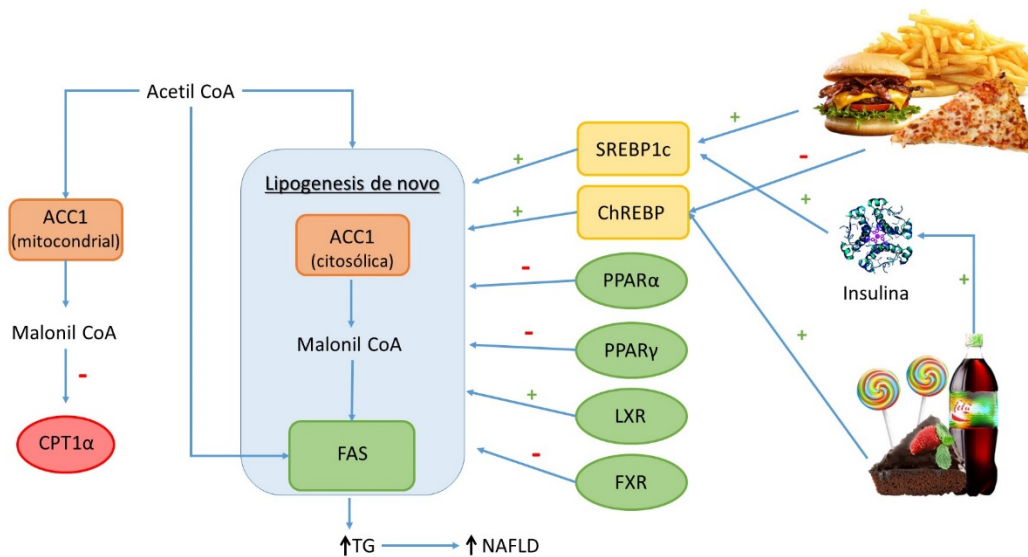 Acetil CoA
ACC1
(mitocondrial)
Malonil CoA
-
CPT1α
Lipogenesis de novo
ACC1
(citosólica)
Malonil CoA
FAS
↑TG
↑ NAFLD
+
SREBP1c
+
ChREBP
-
PPARα
-
PPARγ
+
LXR
-
FXR
+
-
+
Insulina
+
+